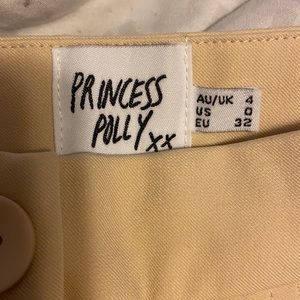 PRINCESS
POLLY
xx
AU/UK 4
US 0
EU 32